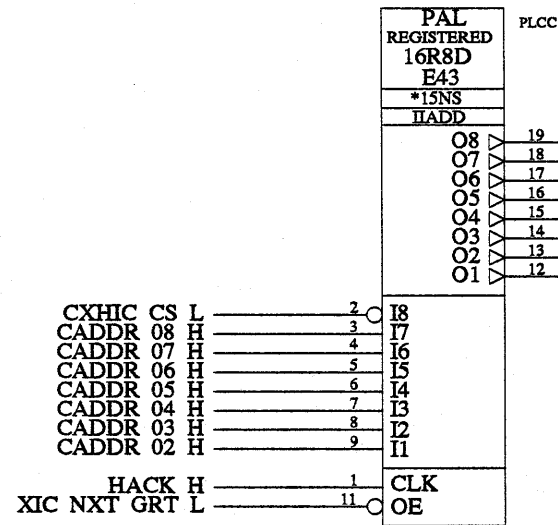 PAL PLCC
REGISTERED
16R8D
E43
*15NS
IIADD
O8 19
O7 18
O6 17
O5 16
O4 15
O3 14
O2 13
O1 12
CXHIC CS L 2 I8
CADDR 08 H 3 I7
CADDR 07 H 4 I6
CADDR 06 H 5 I5
CADDR 05 H 6 I4
CADDR 04 H 7 I3
CADDR 03 H 8 I2
CADDR 02 H 9 I1
HACK H 1 CLK
XIC NXT GRT L 11 OE